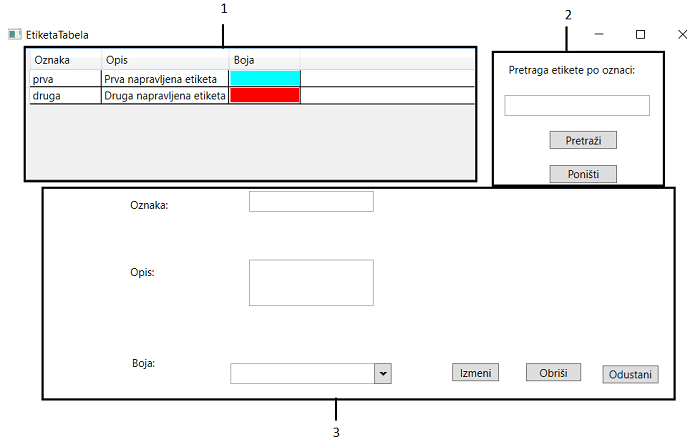 1
2
EtiketaTabela
Oznaka Opis Boja
prva Prva napravljena etiketa
druga Druga napravljena etiketa
Pretraga etikete po oznaci:
Pretraži
Poništi
Oznaka:
Opis:
Boja:
Izmeni Obriši Odustani
3